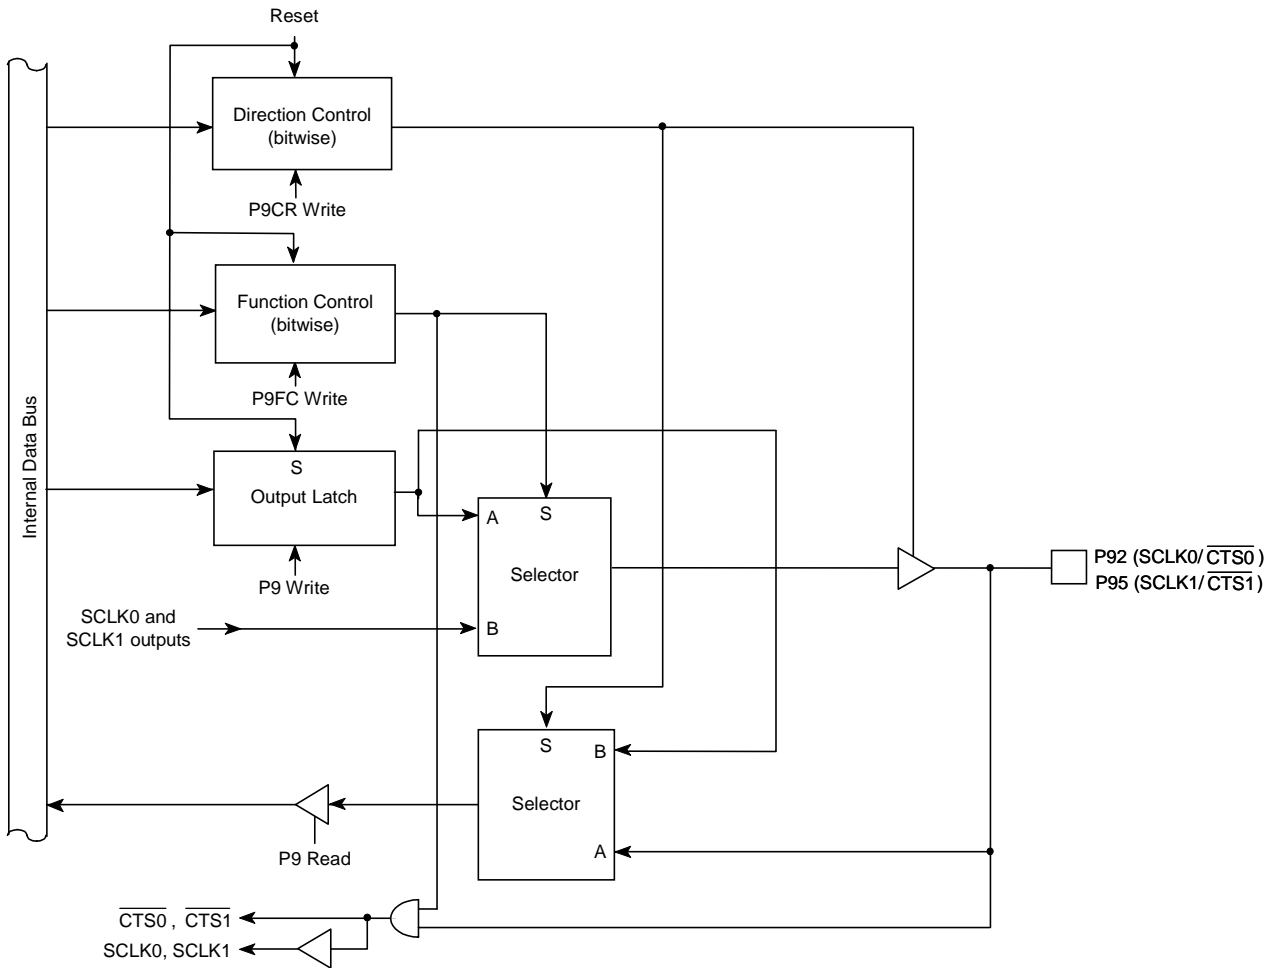 Reset
Direction Control
(bitwise)
P9CR Write
Function Control
(bitwise)
P9FC Write
Internal Data Bus
S
Output Latch
P9 Write
A
S
Selector
B
SCLK0 and
SCLK1 outputs
P92 (SCLK0/CTS0)
P95 (SCLK1/CTS1)
S
B
Selector
A
P9 Read
CTS0, CTS1
SCLK0, SCLK1